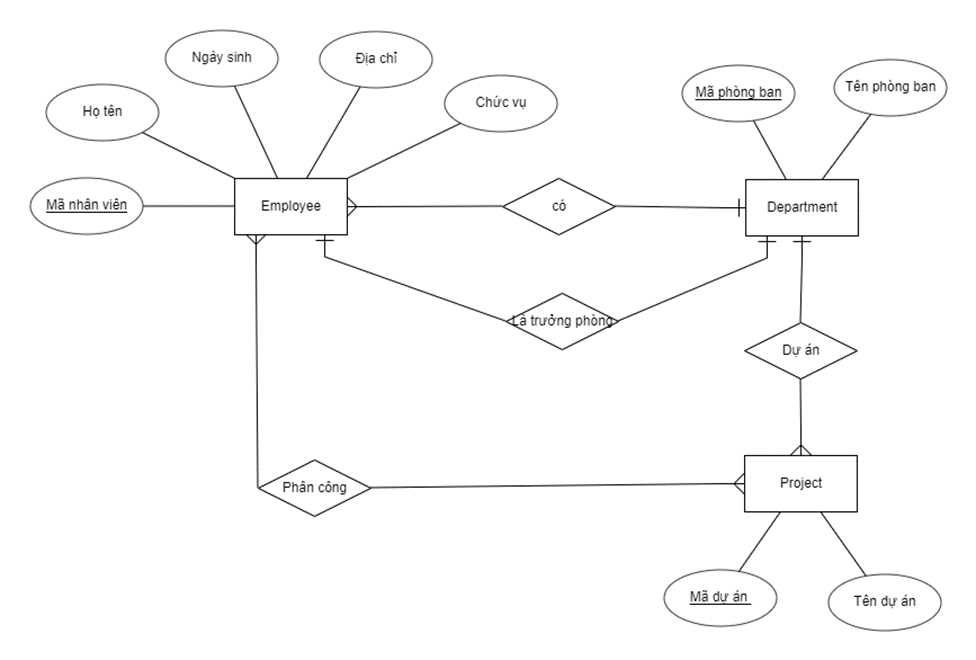 Ngày sinh
Địa chỉ
Họ tên
Chức vụ
Mã phòng ban
Tên phòng ban
Mã nhân viên
Employee
có
Department
Là trưởng phòng
Dự án
Phân công
Project
Mã dự án
Tên dự án